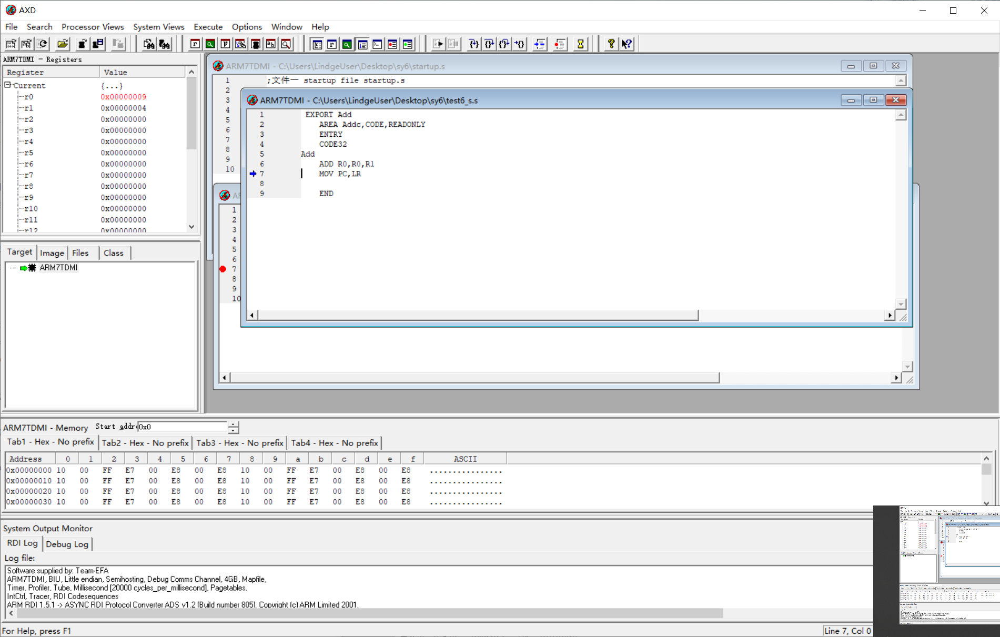 AXD
File Search Processor Views System Views Execute Options Window Help
ARM7TDMI - Registers
Register Value
Current {...}
r0 0x00000009
r1 0x00000004
r2 0x00000000
r3 0x00000000
r4 0x00000000
r5 0x00000000
r6 0x00000000
r7 0x00000000
r8 0x00000000
r9 0x00000000
r10 0x00000000
r11 0x00000000
r12 0x00000000
Target Image Files Class
ARM7TDMI
ARM7TDMI - C:\Users\LindgeUser\Desktop\sy6\startup.s
1 ;文件一 startup file startup.s
2
3
4
5
6
7
8
9
10
ARM7TDMI - C:\Users\LindgeUser\Desktop\sy6\test6_s.s
1 EXPORT Add
2 AREA Addc,CODE,READONLY
3 ENTRY
4 CODE32
5 Add
6 ADD R0,R0,R1
7 MOV PC,LR
8
9 END
1
2
3
4
5
6
7
8
9
10
ARM7TDMI - Memory Start addre 0x0
Tab1 - Hex - No prefix Tab2 - Hex - No prefix Tab3 - Hex - No prefix Tab4 - Hex - No prefix
Address 0 1 2 3 4 5 6 7 8 9 a b c d e f ASCII
0x00000000 10 00 FF E7 00 E8 00 E8 10 00 FF E7 00 E8 00 E8 ................
0x00000010 10 00 FF E7 00 E8 00 E8 10 00 FF E7 00 E8 00 E8 ................
0x00000020 10 00 FF E7 00 E8 00 E8 10 00 FF E7 00 E8 00 E8 ................
0x00000030 10 00 FF E7 00 E8 00 E8 10 00 FF E7 00 E8 00 E8 ................
System Output Monitor
RDI Log Debug Log
Log file:
Software supplied by: Team-EFA
ARM7TDMI, BIU, Little endian, Semihosting, Debug Comms Channel, 4GB, Mapfile,
Timer, Profiler, Tube, Millisecond [20000 cycles_per_millisecond], Pagetables,
IntCtrl, Tracer, RDI Codesequences
ARM RDI 1.5.1 -> ASYNC RDI Protocol Converter ADS v1.2 [Build number 805]. Copyright (c) ARM Limited 2001.
For Help, press F1
Line 7, Col 0